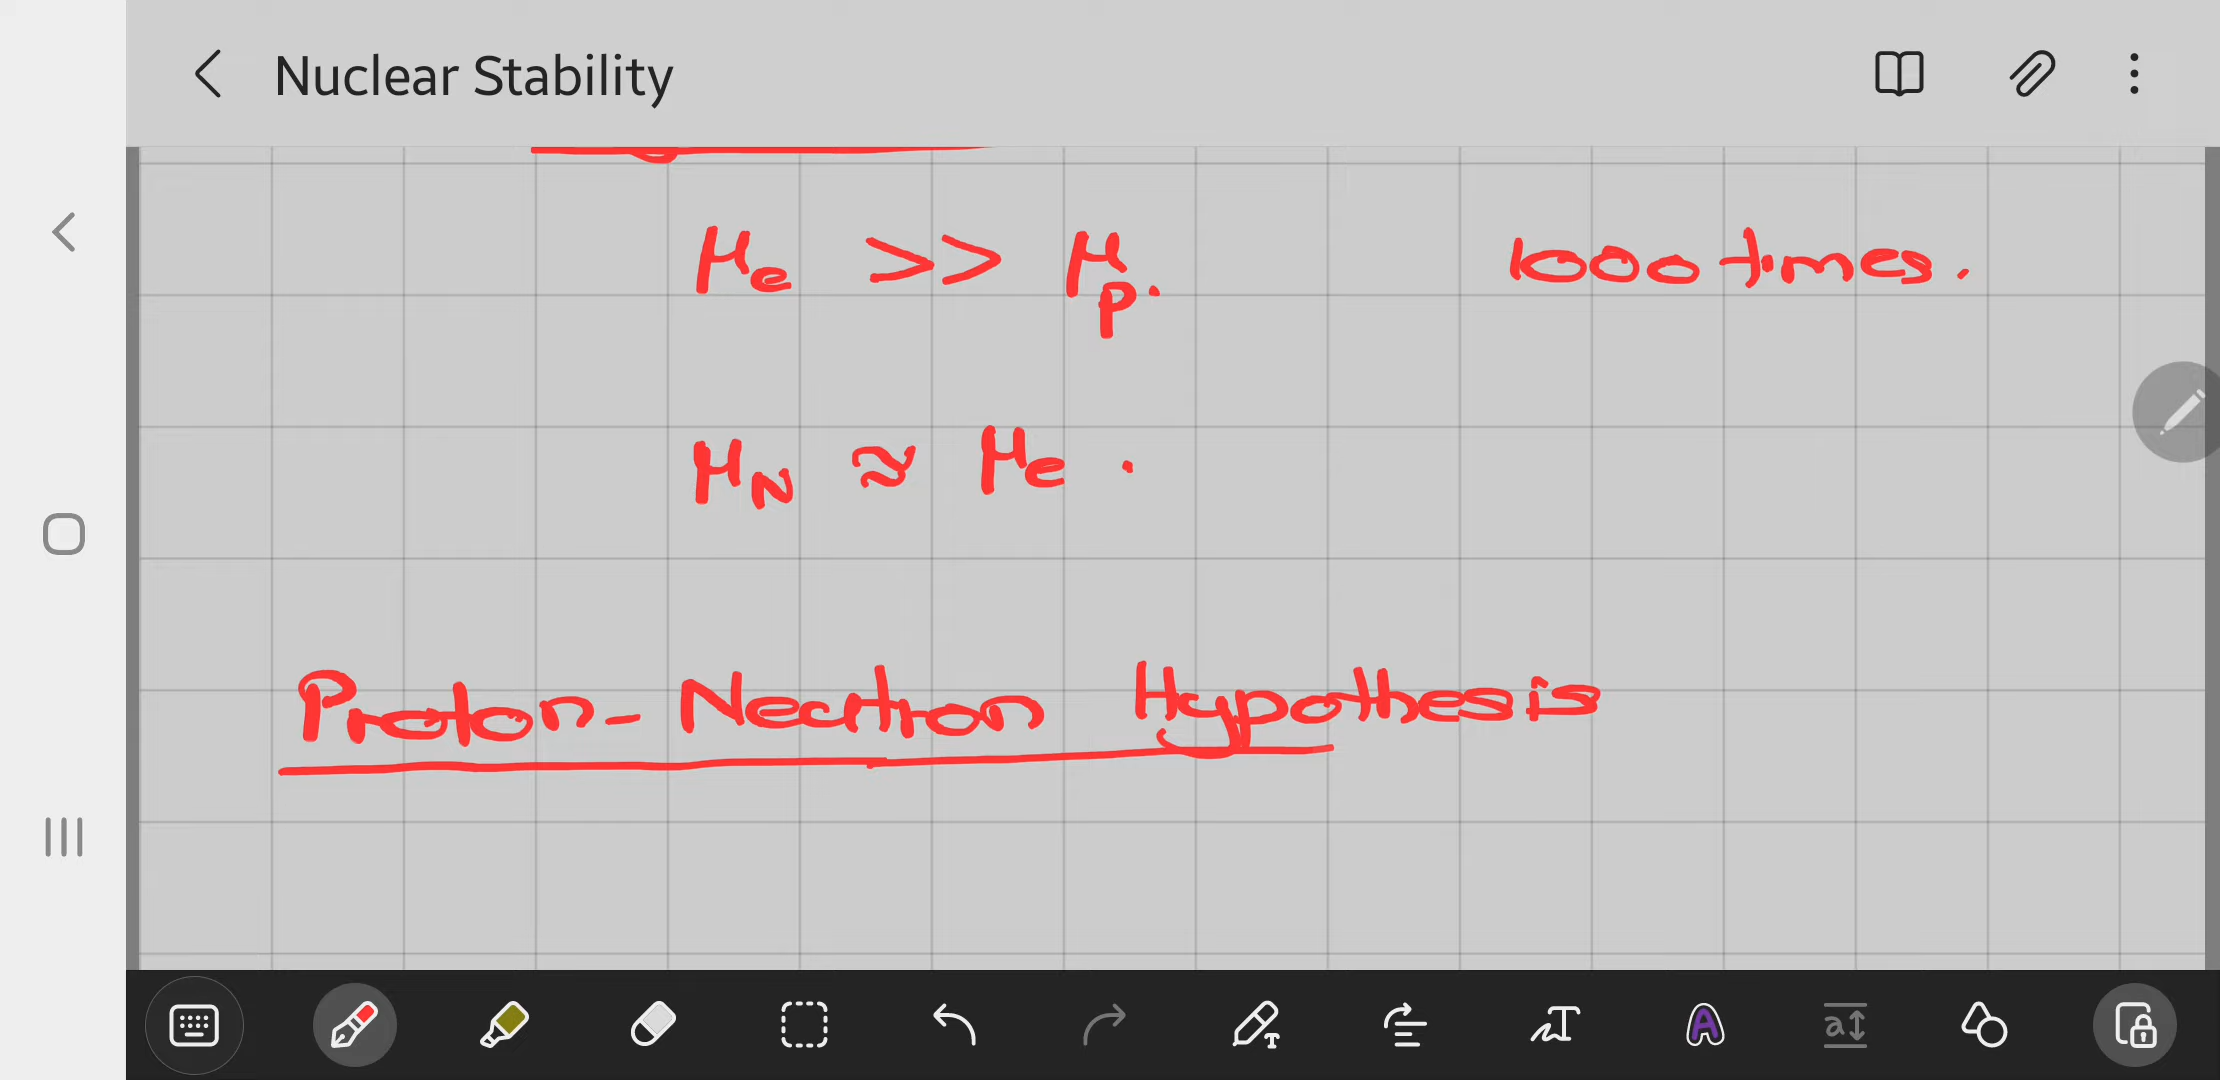 Nuclear Stability
μe >> μp. 1000 times.
μN ≈ μe.
Proton-Neutron Hypothesis